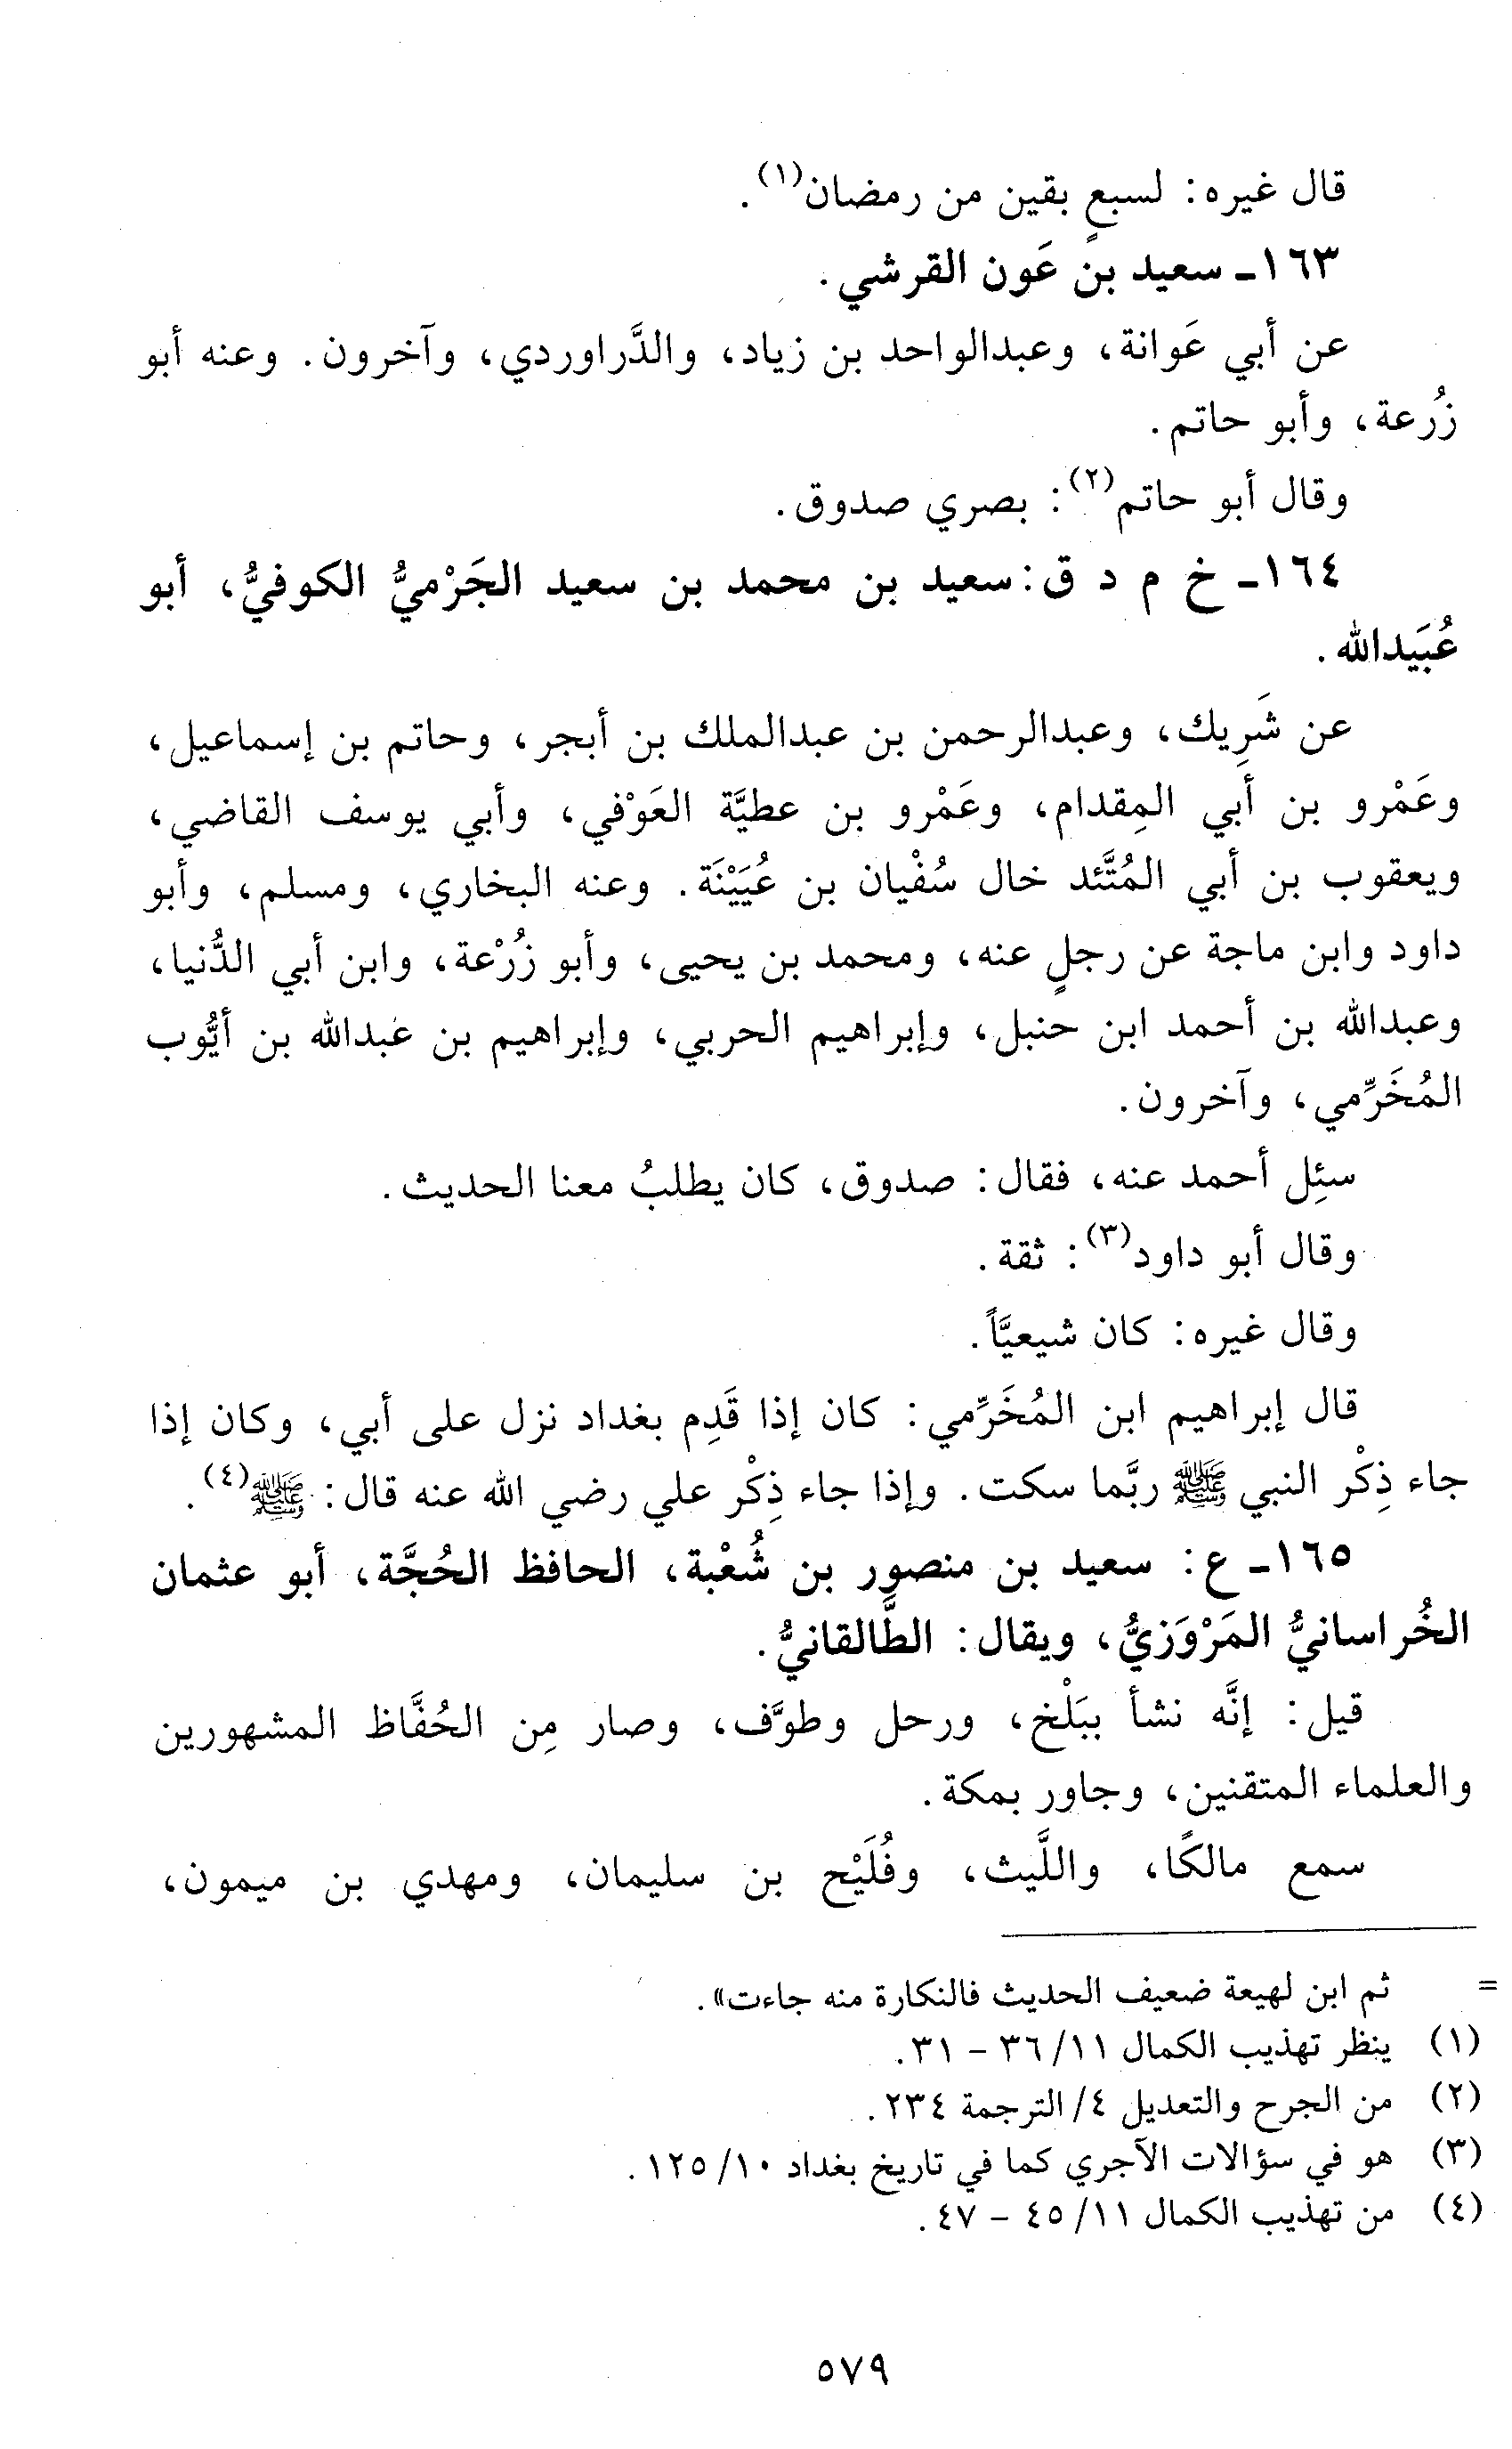 قال غيره: لسبعٍ بقين من رمضان(١).
١٦٣ـ سعيد بن عَون القرشي.
عن أبي عَوانة، وعبدالواحد بن زياد، والدَّراوردي، وآخرون. وعنه أبو
زُرعة، وأبو حاتم.
وقال أبو حاتم(٢): بصري صدوق.
١٦٤ـ خ م د ق: سعيد بن محمد بن سعيد الجَرْميُّ الكوفيُّ، أبو
عُبَيدالله.
عن شَرِيك، وعبدالرحمن بن عبدالملك بن أبجر، وحاتم بن إسماعيل،
وعَمْرو بن أبي المِقدام، وعَمْرو بن عطيَّة العَوْفي، وأبي يوسف القاضي،
ويعقوب بن أبي المُتَّئد خال سُفْيان بن عُيَيْنَة. وعنه البخاري، ومسلم، وأبو
داود وابن ماجة عن رجلٍ عنه، ومحمد بن يحيى، وأبو زُرْعة، وابن أبي الدُّنيا،
وعبدالله بن أحمد ابن حنبل، وإبراهيم الحربي، وإبراهيم بن عبدالله بن أيُّوب
المُخَرِّمي، وآخرون.
سئِل أحمد عنه، فقال: صدوق، كان يطلبُ معنا الحديث.
وقال أبو داود(٣): ثقة.
وقال غيره: كان شيعيَّاً.
قال إبراهيم ابن المُخَرِّمي: كان إذا قَدِم بغداد نزل على أبي، وكان إذا
جاء ذِكْر النبي ﷺ ربَّما سكت. وإذا جاء ذِكْر علي رضي الله عنه قال: ﷺ(٤).
١٦٥ـ ع: سعيد بن منصور بن شُعْبة، الحافظ الحُجَّة، أبو عثمان
الخُراسانيُّ المَرْوَزيُّ، ويقال: الطَّالقانيُّ.
قيل: إنَّه نشأ ببَلْخ، ورحل وطوَّف، وصار مِن الحُفَّاظ المشهورين
والعلماء المتقنين، وجاور بمكة.
سمع مالكًا، واللَّيث، وفُلَيْح بن سليمان، ومهدي بن ميمون،
= ثم ابن لهيعة ضعيف الحديث فالنكارة منه جاءت».
(١) ينظر تهذيب الكمال ١١/ ٣٦ - ٣١.
(٢) من الجرح والتعديل ٤/ الترجمة ٢٣٤.
(٣) هو في سؤالات الآجري كما في تاريخ بغداد ١٠/ ١٢٥.
(٤) من تهذيب الكمال ١١/ ٤٥ - ٤٧.
٥٧٩